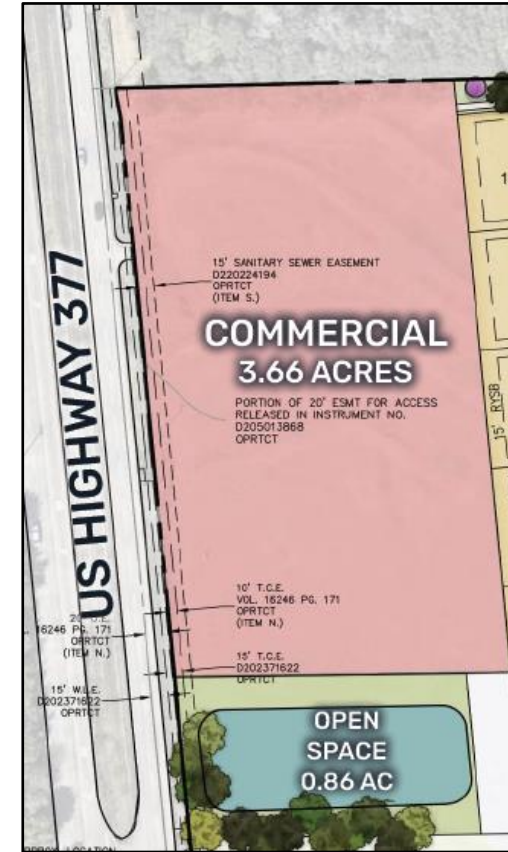 US HIGHWAY 377
15' SANITARY SEWER EASEMENT
D220224194
OPRTCT
(ITEM S.)
COMMERCIAL
3.66 ACRES
PORTION OF 20' ESMT FOR ACCESS
RELEASED IN INSTRUMENT NO.
D205013868
OPRTCT
15' RYSB
1
10' T.C.E.
VOL. 16246 PG. 171
OPRTCT
(ITEM N.)
16246 PG. 171
OPRTCT
(ITEM N.)
15' T.C.E.
D202371622
OPRTCT
15' W.L.E.
D202371622
OPRTCT
OPEN
SPACE
0.86 AC
LOCATION